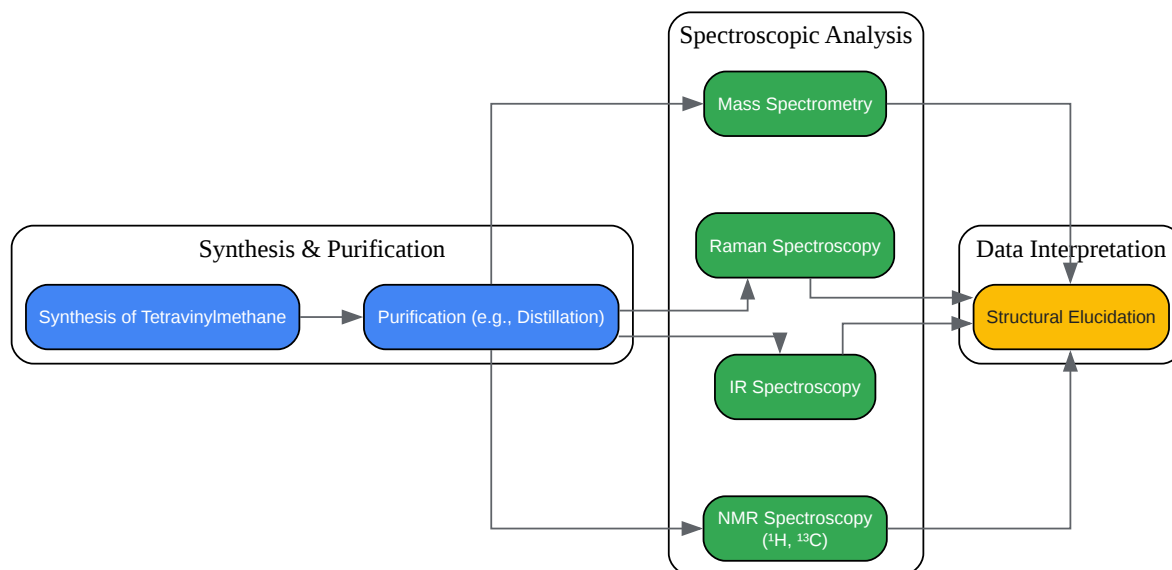 Spectroscopic Analysis
Mass Spectrometry
Raman Spectroscopy
Synthesis & Purification
Data Interpretation
Synthesis of Tetravinylmethane
Purification (e.g., Distillation)
Structural Elucidation
IR Spectroscopy
NMR Spectroscopy
(¹H, ¹³C)